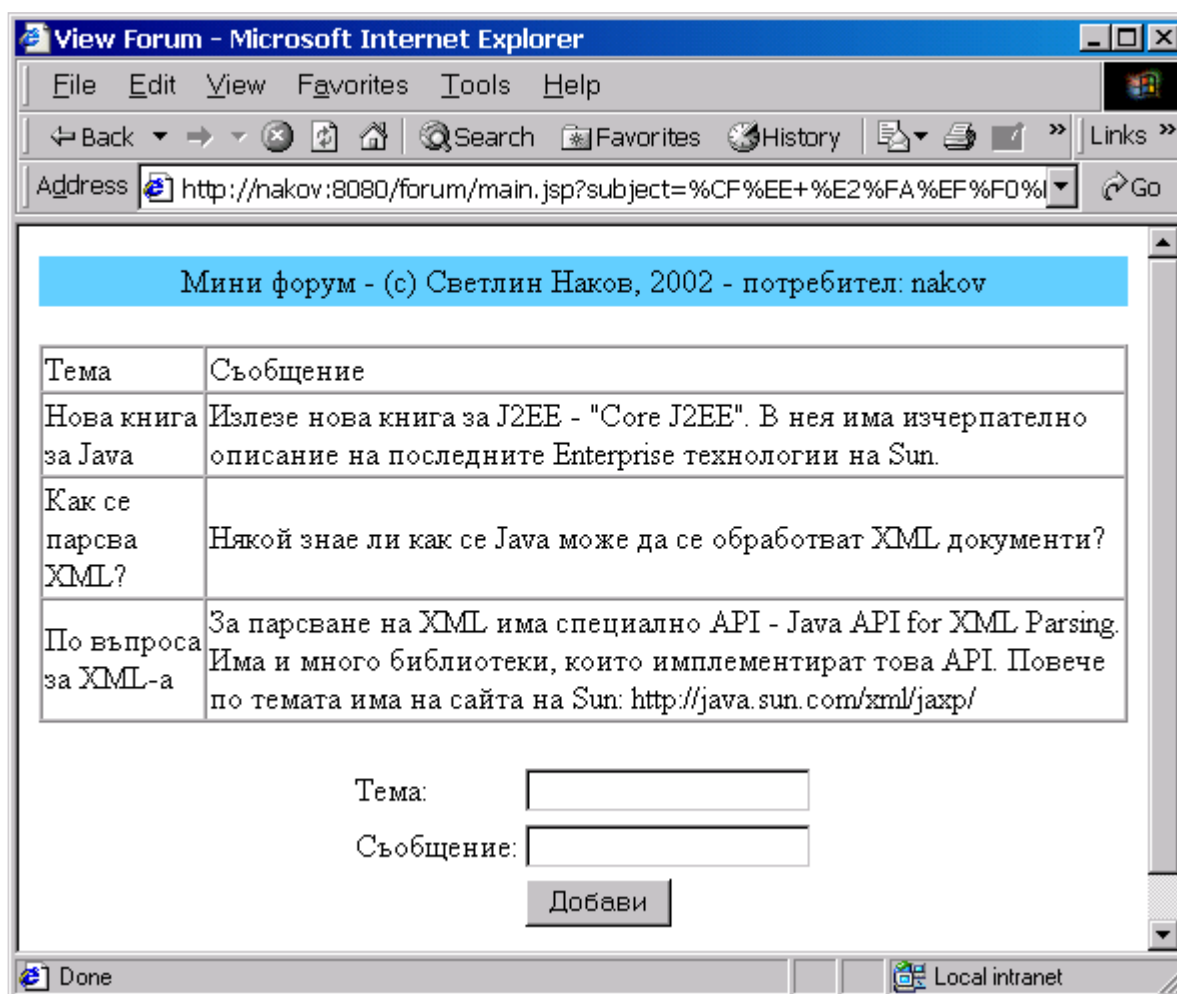 View Forum - Microsoft Internet Explorer
File Edit View Favorites Tools Help
Back Search Favorites History » Links »
Address http://nakov:8080/forum/main.jsp?subject=%CF%EE+%E2%FA%EF%F0% Go
Мини форум - (c) Светлин Наков, 2002 - потребител: nakov
Тема Съобщение
Нова книга за Java
Излезе нова книга за J2EE - "Core J2EE". В нея има изчерпателно
описание на последните Enterprise технологии на Sun.
Как се
парсва
XML?
Някой знае ли как се Java може да се обработват XML документи?
По въпроса
за XML-а
За парсване на XML има специално API - Java API for XML Parsing.
Има и много библиотеки, които имплементират това API. Повече
по темата има на сайта на Sun: http://java.sun.com/xml/jaxp/
Тема:
Съобщение:
Добави
Done Local intranet